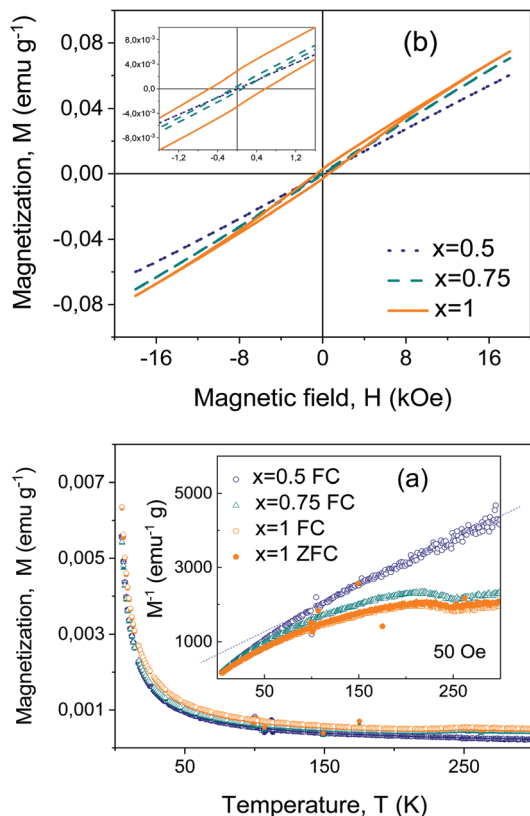 (b)
Magnetization, M (emu g⁻¹)
0,08
0,04
0,00
-0,04
-0,08
8,0x10⁻³
4,0x10⁻³
0,0
-4,0x10⁻³
-8,0x10⁻³
-1,2 -0,4 0,4 1,2
x=0.5
x=0.75
x=1
-16 -8 0 8 16
Magnetic field, H (kOe)
(a)
Magnetization, M (emu g⁻¹)
0,007
0,005
0,003
0,001
x=0.5 FC
x=0.75 FC
x=1 FC
x=1 ZFC
M⁻¹ (emu⁻¹ g)
5000
3000
1000
50 Oe
50 150 250
50 150 250
Temperature, T (K)